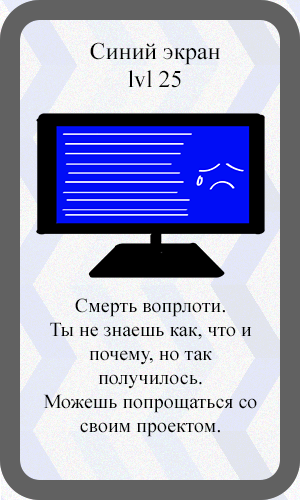 Синий экран
lvl 25
Смерть вопрлоти.
Ты не знаешь как, что и
почему, но так
получилось.
Можешь попрощаться со
своим проектом.